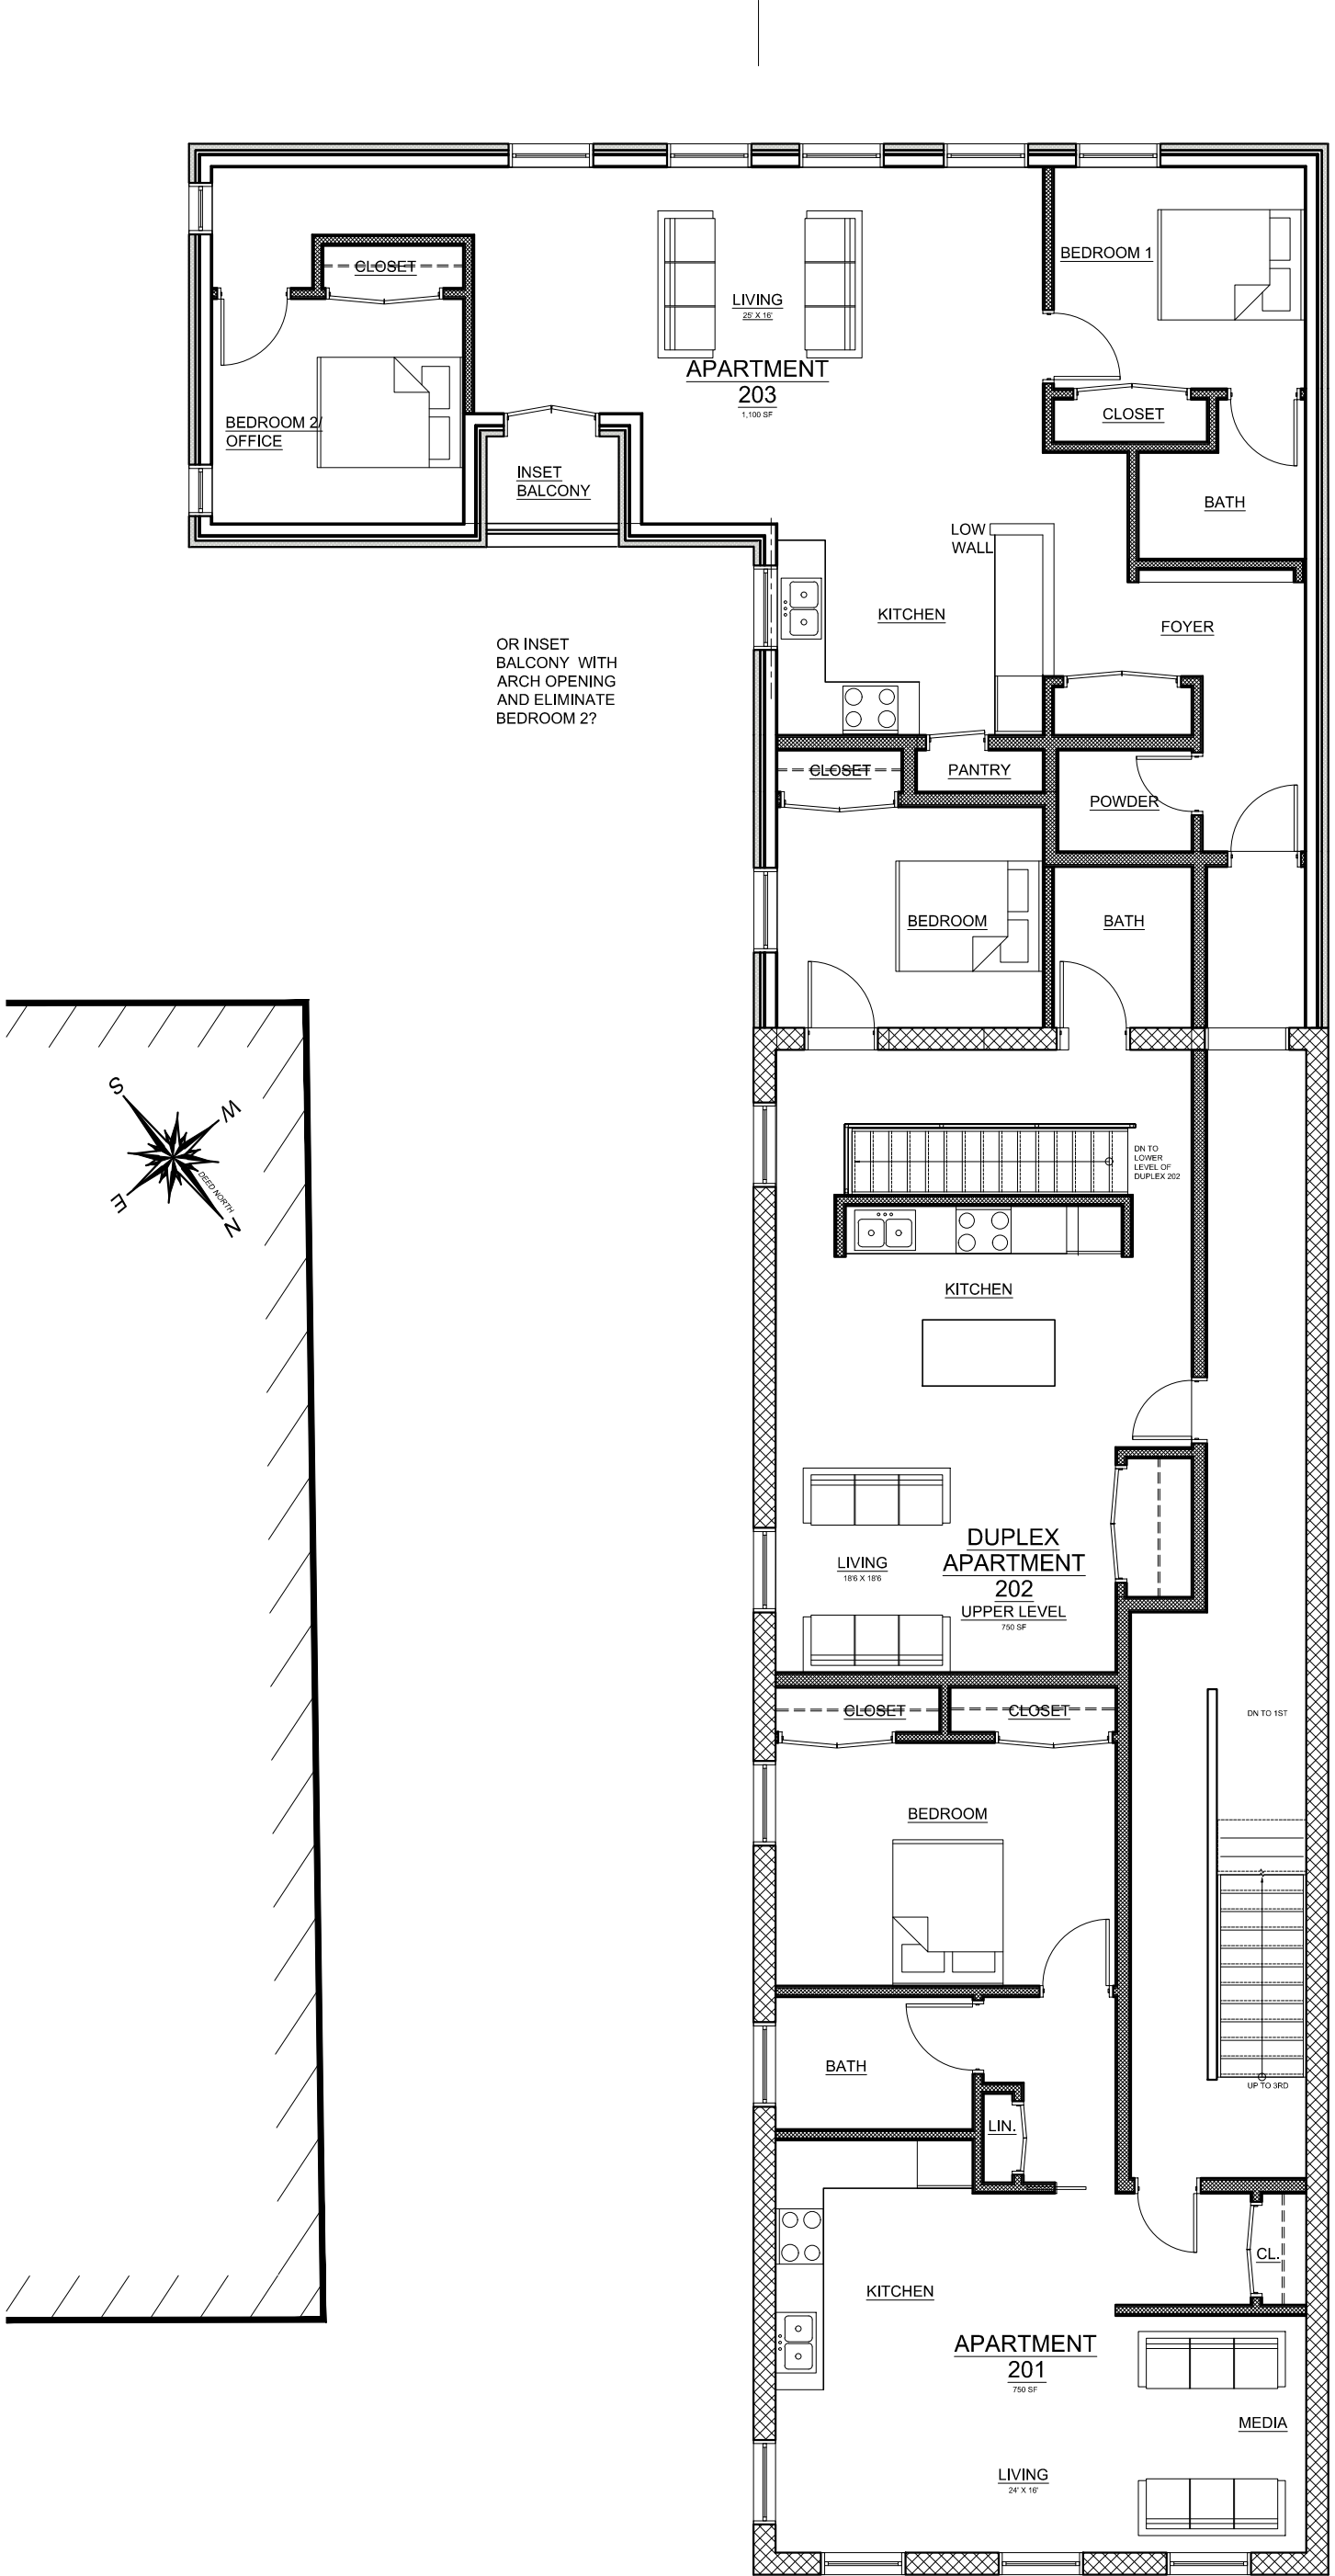 BEDROOM 1
CLOSET
LIVING
25' X 16'
APARTMENT
203
1,100 SF
CLOSET
BEDROOM 2/
OFFICE
INSET
BALCONY
BATH
LOW
WALL
KITCHEN
FOYER
OR INSET
BALCONY WITH
ARCH OPENING
AND ELIMINATE
BEDROOM 2?
CLOSET
PANTRY
POWDER
BEDROOM
BATH
S
W
E
N
DEED NORTH
DN TO
LOWER
LEVEL OF
DUPLEX 202
KITCHEN
DUPLEX
APARTMENT
202
UPPER LEVEL
750 SF
LIVING
18'6 X 18'6
CLOSET
CLOSET
DN TO 1ST
BEDROOM
BATH
UP TO 3RD
LIN.
KITCHEN
CL.
APARTMENT
201
750 SF
MEDIA
LIVING
24' X 16'